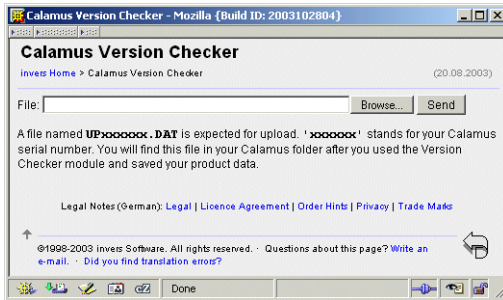 Calamus Version Checker - Mozilla {Build ID: 2003102804}
Calamus Version Checker
invers Home > Calamus Version Checker
(20.08.2003)
File:
Browse...
Send
A file named UPxxxxxx.DAT is expected for upload. 'xxxxxx' stands for your Calamus
serial number. You will find this file in your Calamus folder after you used the Version
Checker module and saved your product data.
Legal Notes (German): Legal | Licence Agreement | Order Hints | Privacy | Trade Marks
©1998-2003 invers Software. All rights reserved. · Questions about this page? Write an
e-mail. · Did you find translation errors?
Done